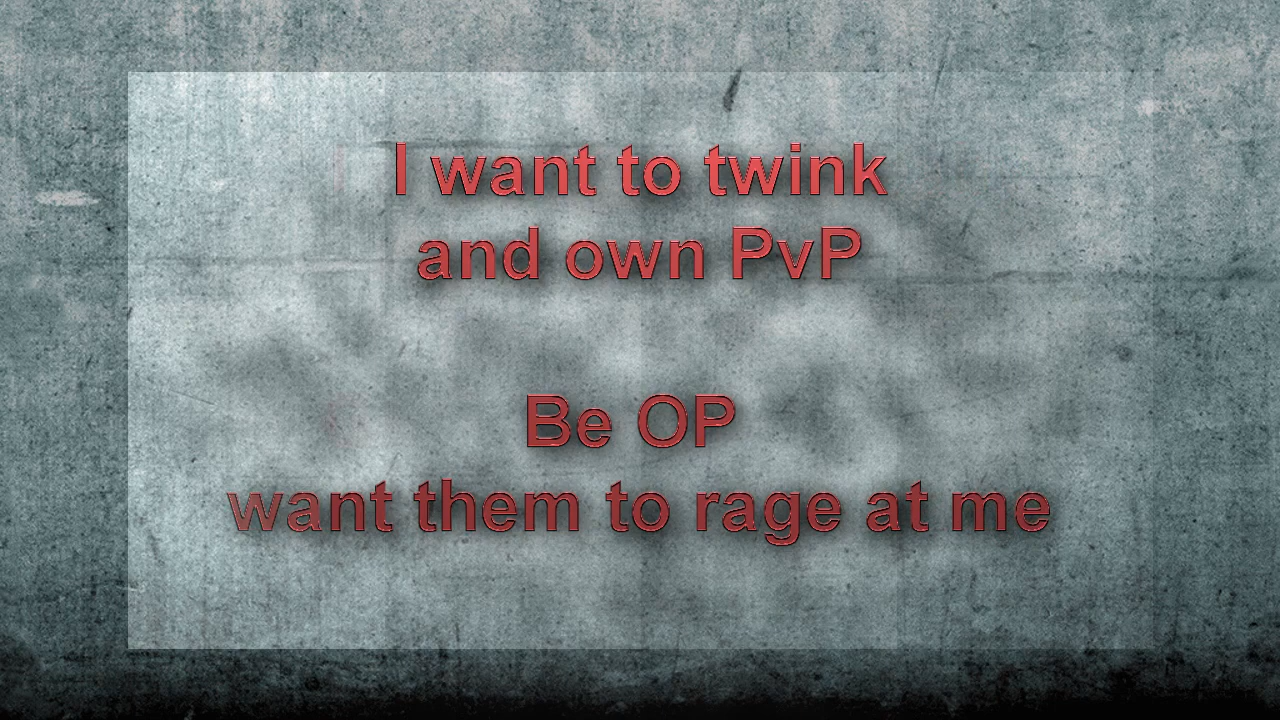 I want to twink
and own PvP
Be OP
want them to rage at me